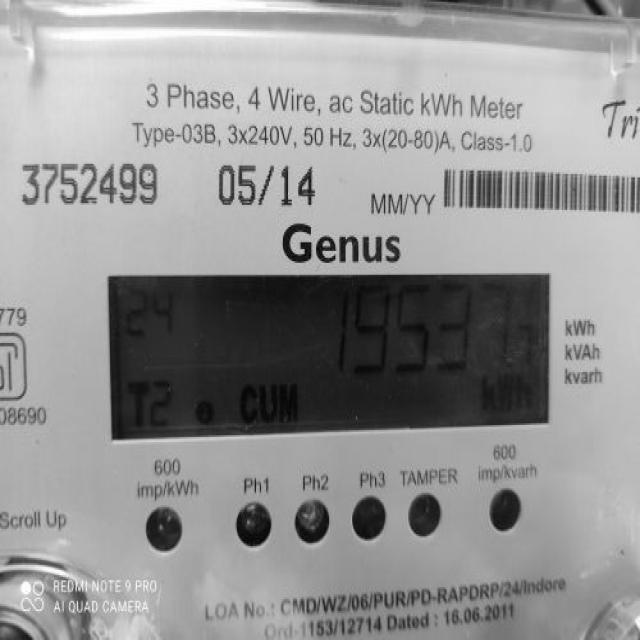 3 Phase, 4 Wire, ac Static kWh Meter
Type-03B, 3x240V, 50 Hz, 3x(20-80)A, Class-1.0
Tri
3752499 05/14 MM/YY
Genus
779
24
kWh
kVAh
kvarh
T2 CUM kWh
08690
600
imp/kWh
Ph1 Ph2 Ph3 TAMPER
600
imp/kvarh
Scroll Up
REDMI NOTE 9 PRO
AI QUAD CAMERA
LOA No.: CMD/WZ/06/PUR/PD-RAPDRP/24/Indore
Ord-1153/12714 Dated : 16.06.2011